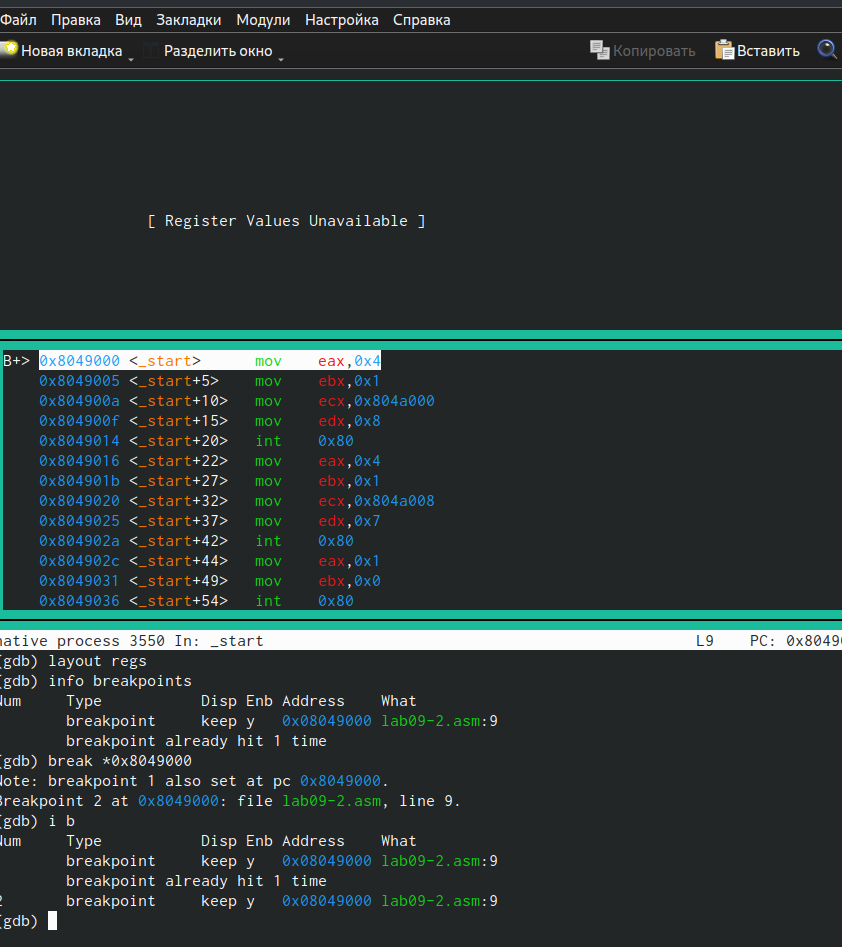 Файл Правка Вид Закладки Модули Настройка Справка
Новая вкладка Разделить окно Копировать Вставить
[ Register Values Unavailable ]
B+> 0x8049000 <_start> mov eax,0x4
0x8049005 <_start+5> mov ebx,0x1
0x804900a <_start+10> mov ecx,0x804a000
0x804900f <_start+15> mov edx,0x8
0x8049014 <_start+20> int 0x80
0x8049016 <_start+22> mov eax,0x4
0x804901b <_start+27> mov ebx,0x1
0x8049020 <_start+32> mov ecx,0x804a008
0x8049025 <_start+37> mov edx,0x7
0x804902a <_start+42> int 0x80
0x804902c <_start+44> mov eax,0x1
0x8049031 <_start+49> mov ebx,0x0
0x8049036 <_start+54> int 0x80
native process 3550 In: _start L9 PC: 0x8049
(gdb) layout regs
(gdb) info breakpoints
Num Type Disp Enb Address What
breakpoint keep y 0x08049000 lab09-2.asm:9
breakpoint already hit 1 time
(gdb) break *0x8049000
Note: breakpoint 1 also set at pc 0x8049000.
Breakpoint 2 at 0x8049000: file lab09-2.asm, line 9.
(gdb) i b
Num Type Disp Enb Address What
breakpoint keep y 0x08049000 lab09-2.asm:9
breakpoint already hit 1 time
2 breakpoint keep y 0x08049000 lab09-2.asm:9
(gdb)